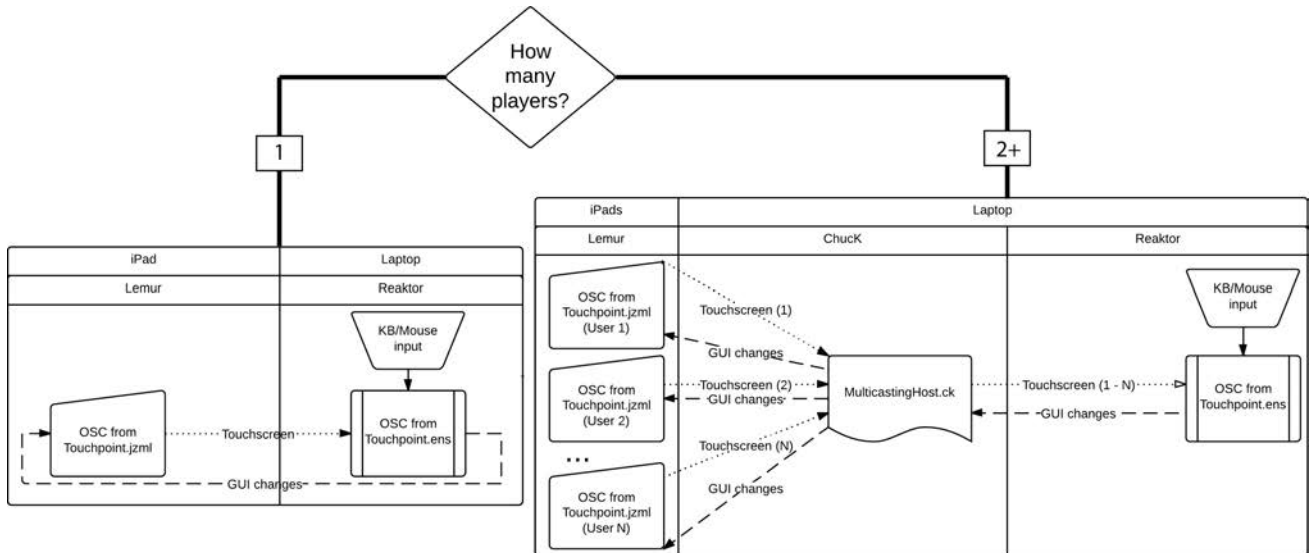 How
many
players?
1
2+
iPad
Laptop
Lemur
Reaktor
KB/Mouse
input
OSC from
Touchpoint.jzml
Touchscreen
OSC from
Touchpoint.ens
GUI changes
iPads
Laptop
Lemur
ChucK
Reaktor
OSC from
Touchpoint.jzml
(User 1)
Touchscreen (1)
GUI changes
KB/Mouse
input
OSC from
Touchpoint.jzml
(User 2)
Touchscreen (2)
GUI changes
MulticastingHost.ck
Touchscreen (1 - N)
GUI changes
OSC from
Touchpoint.ens
...
Touchscreen (N)
GUI changes
OSC from
Touchpoint.jzml
(User N)